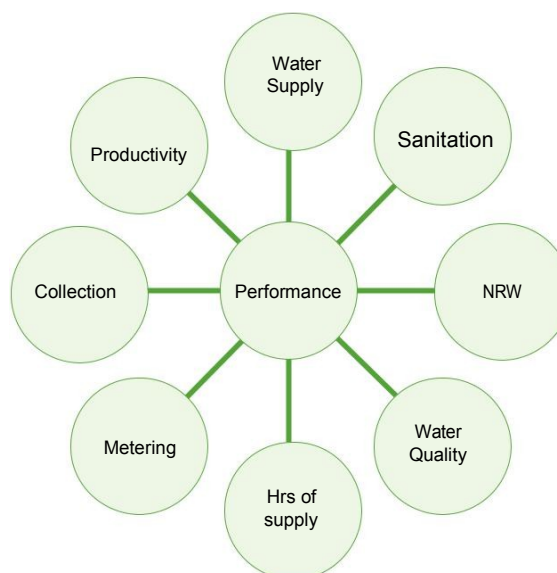 Water
Supply
Sanitation
Productivity
Collection
Performance
NRW
Metering
Water
Quality
Hrs of
supply